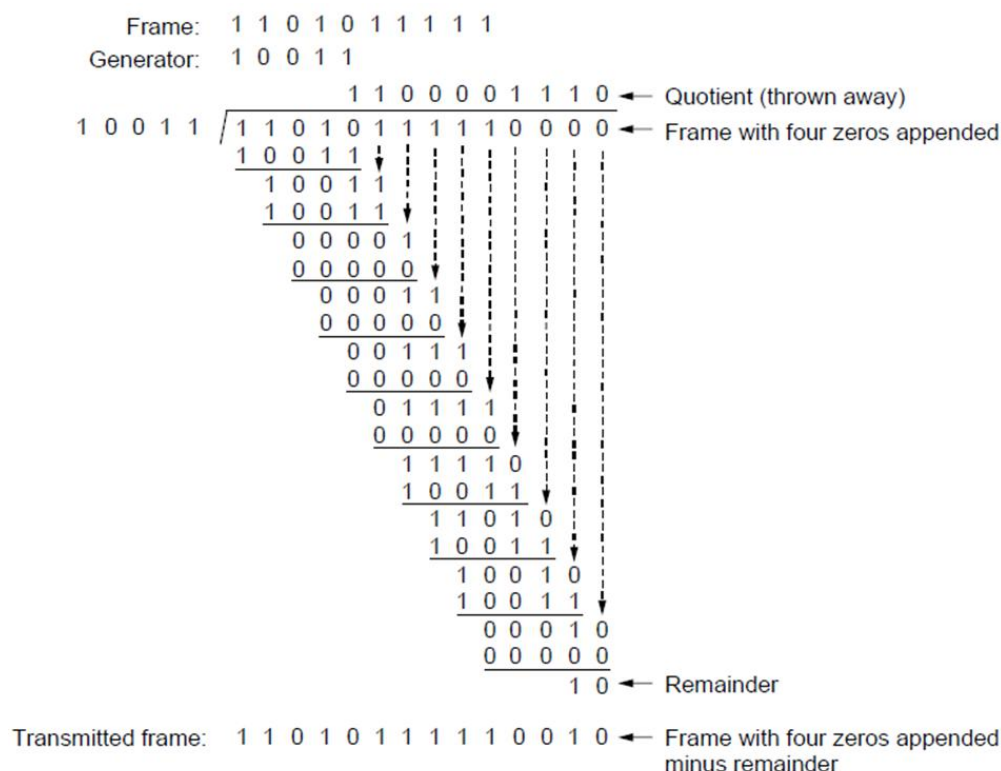 Frame: 1 1 0 1 0 1 1 1 1 1
Generator: 1 0 0 1 1
1 1 0 0 0 0 1 1 1 0 Quotient (thrown away)
1 0 0 1 1 1 1 0 1 0 1 1 1 1 1 0 0 0 0 Frame with four zeros appended
1 0 0 1 1
1 0 0 1 1
1 0 0 1 1
0 0 0 0 1
0 0 0 0 0
0 0 0 1 1
0 0 0 0 0
0 0 1 1 1
0 0 0 0 0
0 1 1 1 1
0 0 0 0 0
1 1 1 1 0
1 0 0 1 1
1 1 0 1 0
1 0 0 1 1
1 0 0 1 0
1 0 0 1 1
0 0 0 1 0
0 0 0 0 0
1 0 Remainder
Transmitted frame: 1 1 0 1 0 1 1 1 1 1 0 0 1 0 Frame with four zeros appended
minus remainder